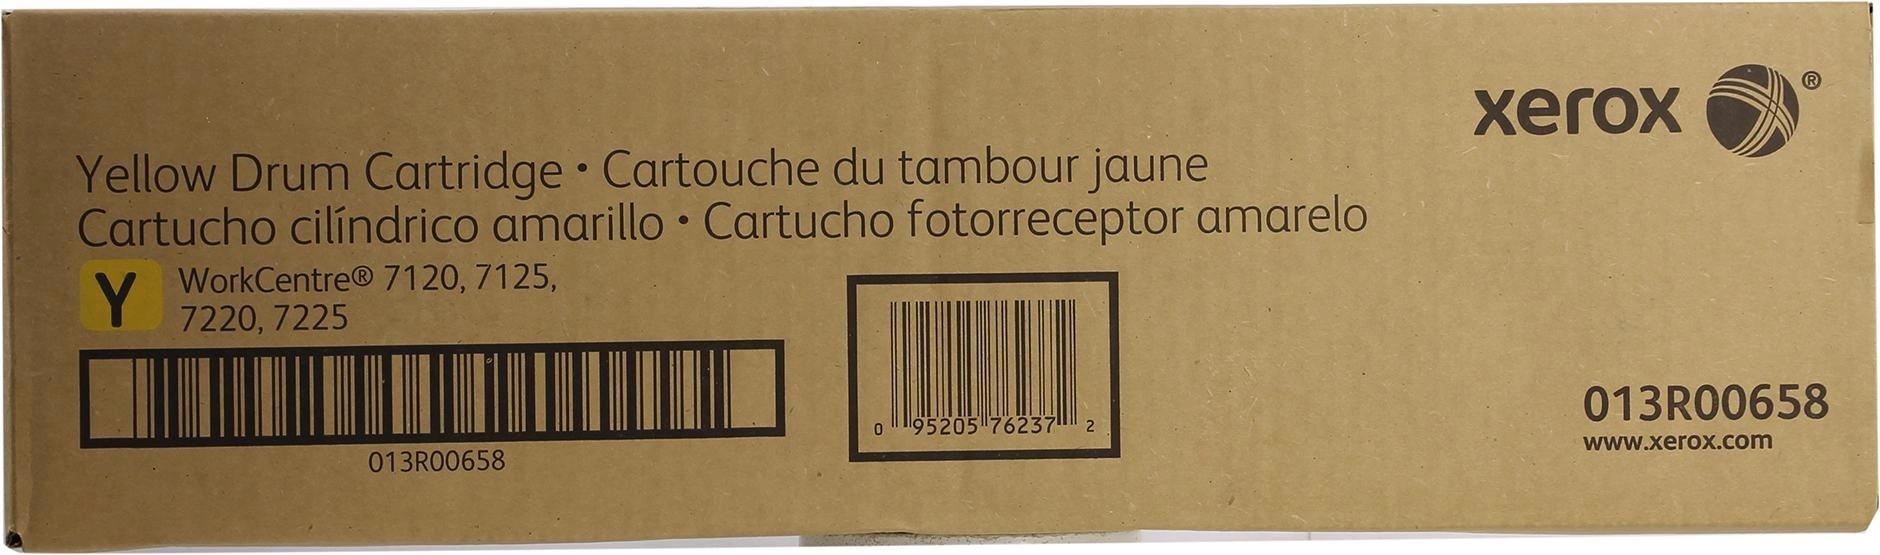 xerox ®
Yellow Drum Cartridge • Cartouche du tambour jaune
Cartucho cilíndrico amarillo • Cartucho fotorreceptor amarelo
Y
WorkCentre® 7120, 7125,
7220, 7225
013R00658
0 95205 76237 2
013R00658
www.xerox.com